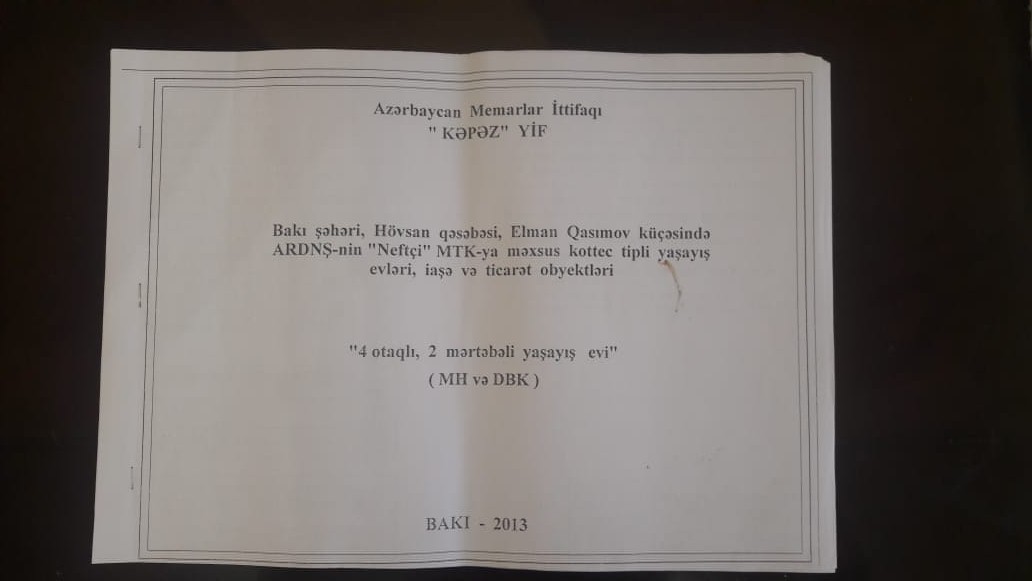 Azərbaycan Memarlar İttifaqı
" KƏPƏZ" YİF
Bakı şəhəri, Hövsan qəsəbəsi, Elman Qasımov küçəsində
ARDNŞ-nin "Neftçi" MTK-ya məxsus kottec tipli yaşayış
evləri, iaşə və ticarət obyektləri
"4 otaqlı, 2 mərtəbəli yaşayış evi"
( MH və DBK )
BAKI - 2013